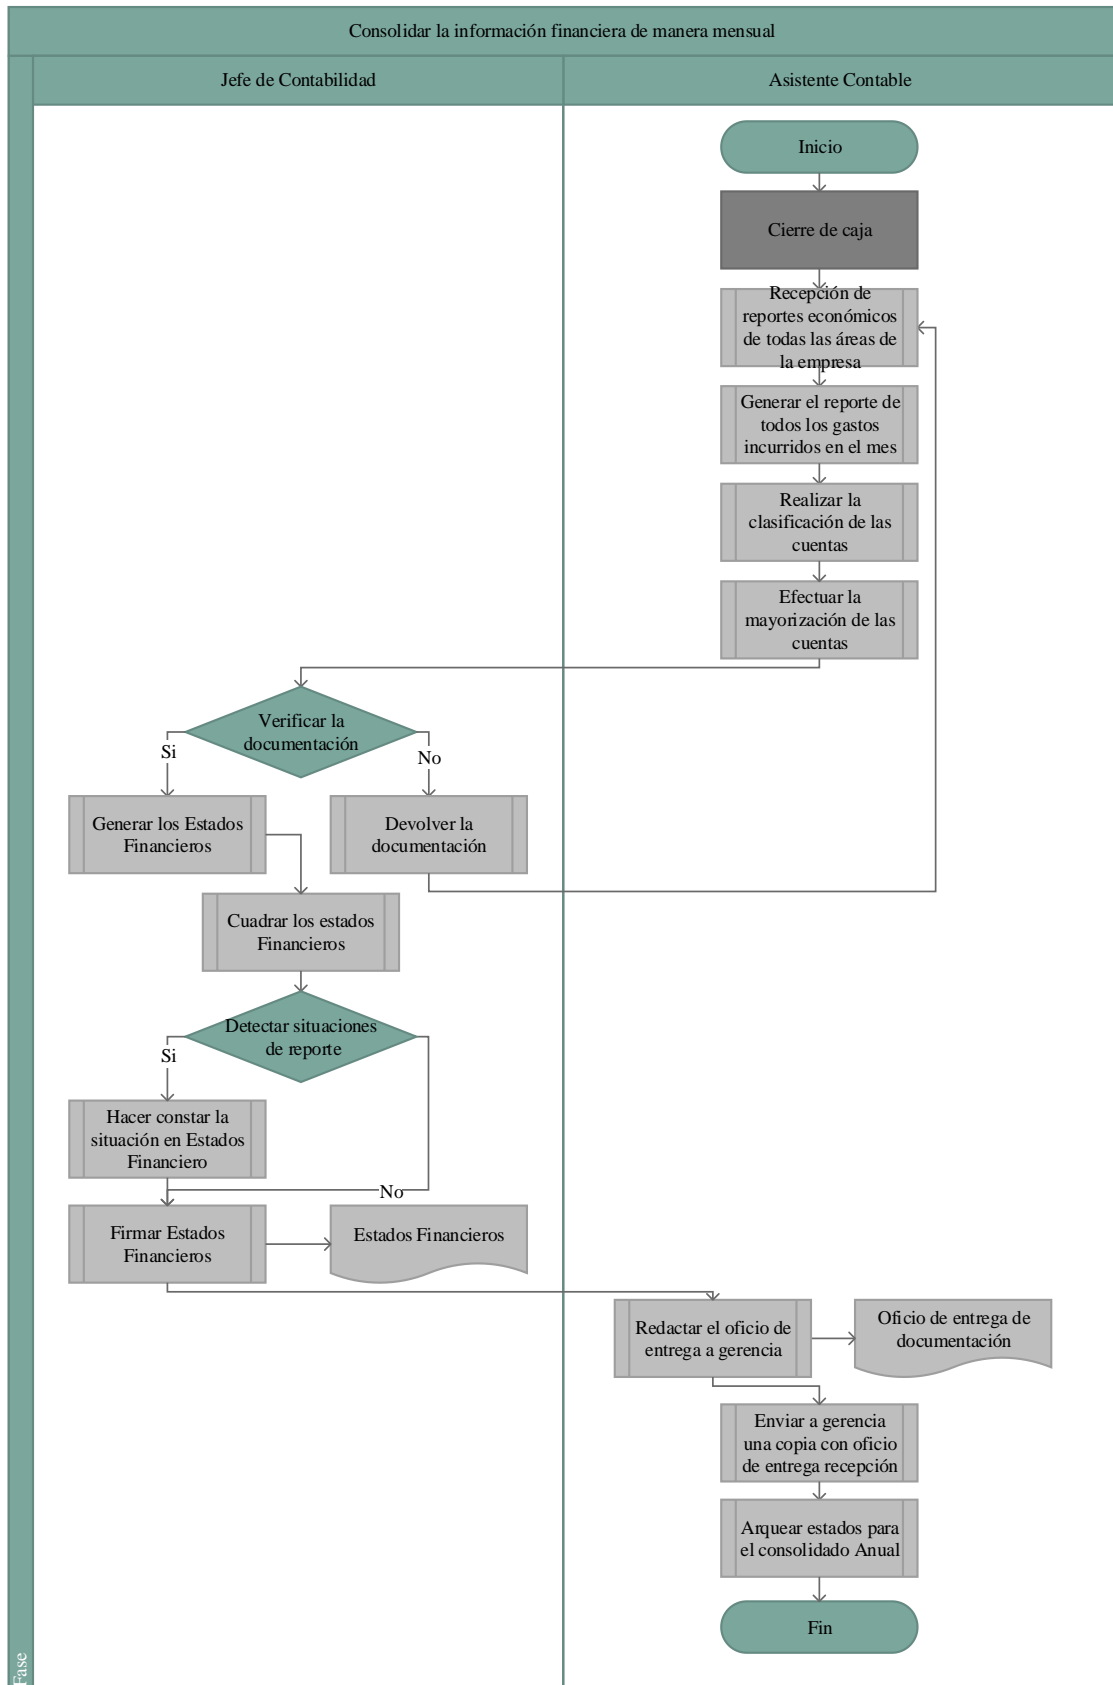 Consolidar la información financiera de manera mensual
Jefe de Contabilidad
Asistente Contable
Inicio
Cierre de caja
Recepción de
reportes económicos
de todas las áreas de
la empresa
Generar el reporte de
todos los gastos
incurridos en el mes
Realizar la
clasificación de las
cuentas
Efectuar la
mayorización de las
cuentas
Verificar la
documentación
Si
No
Generar los Estados
Financieros
Devolver la
documentación
Cuadrar los estados
Financieros
Detectar situaciones
de reporte
Si
Hacer constar la
situación en Estados
Financiero
No
Firmar Estados
Financieros
Estados Financieros
Redactar el oficio de
entrega a gerencia
Oficio de entrega de
documentación
Enviar a gerencia
una copia con oficio
de entrega recepción
Arquear estados para
el consolidado Anual
Fin
Fase